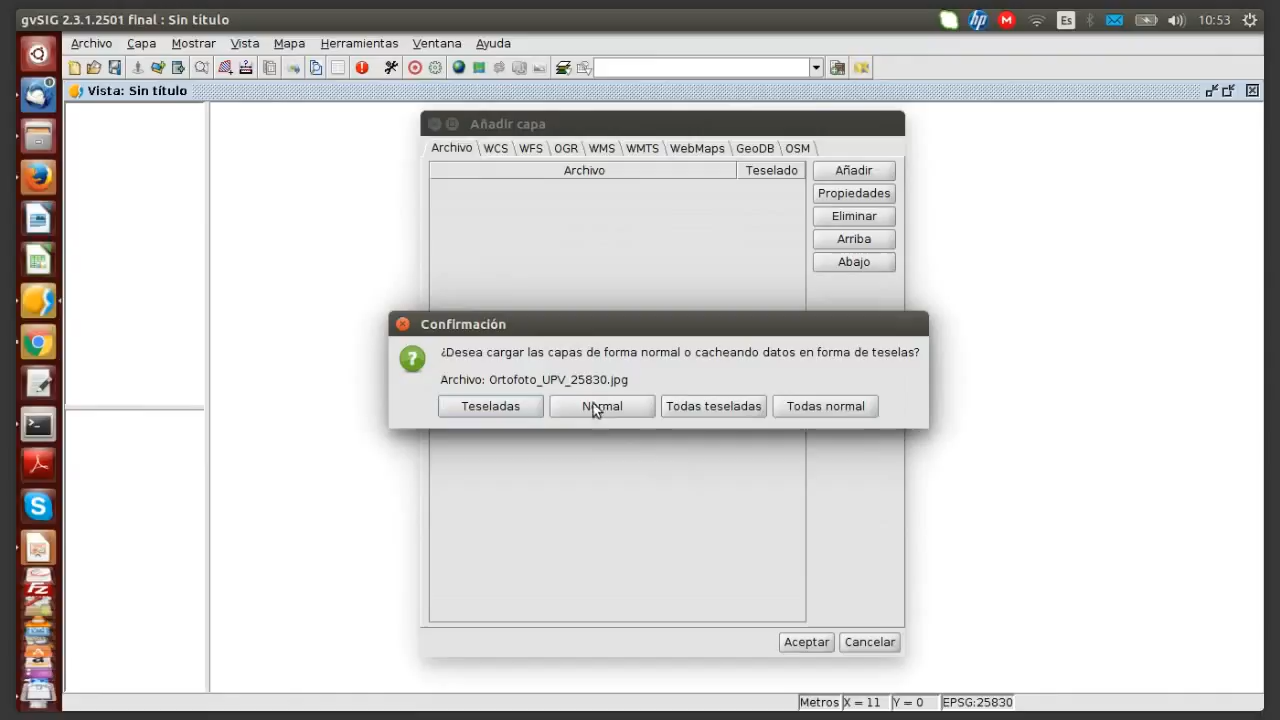 gvSIG 2.3.1.2501 final : Sin título
Es
10:53
Archivo Capa Mostrar Vista Mapa Herramientas Ventana Ayuda
Vista: Sin título
Añadir capa
Archivo WCS WFS OGR WMS WMTS WebMaps GeoDB OSM
Archivo Teselado Añadir
Propiedades
Eliminar
Arriba
Abajo
Confirmación
¿Desea cargar las capas de forma normal o cacheando datos en forma de teselas?
Archivo: Ortofoto_UPV_25830.jpg
Teseladas Normal Todas teseladas Todas normal
Aceptar Cancelar
Metros X = 11 Y = 0 EPSG:25830